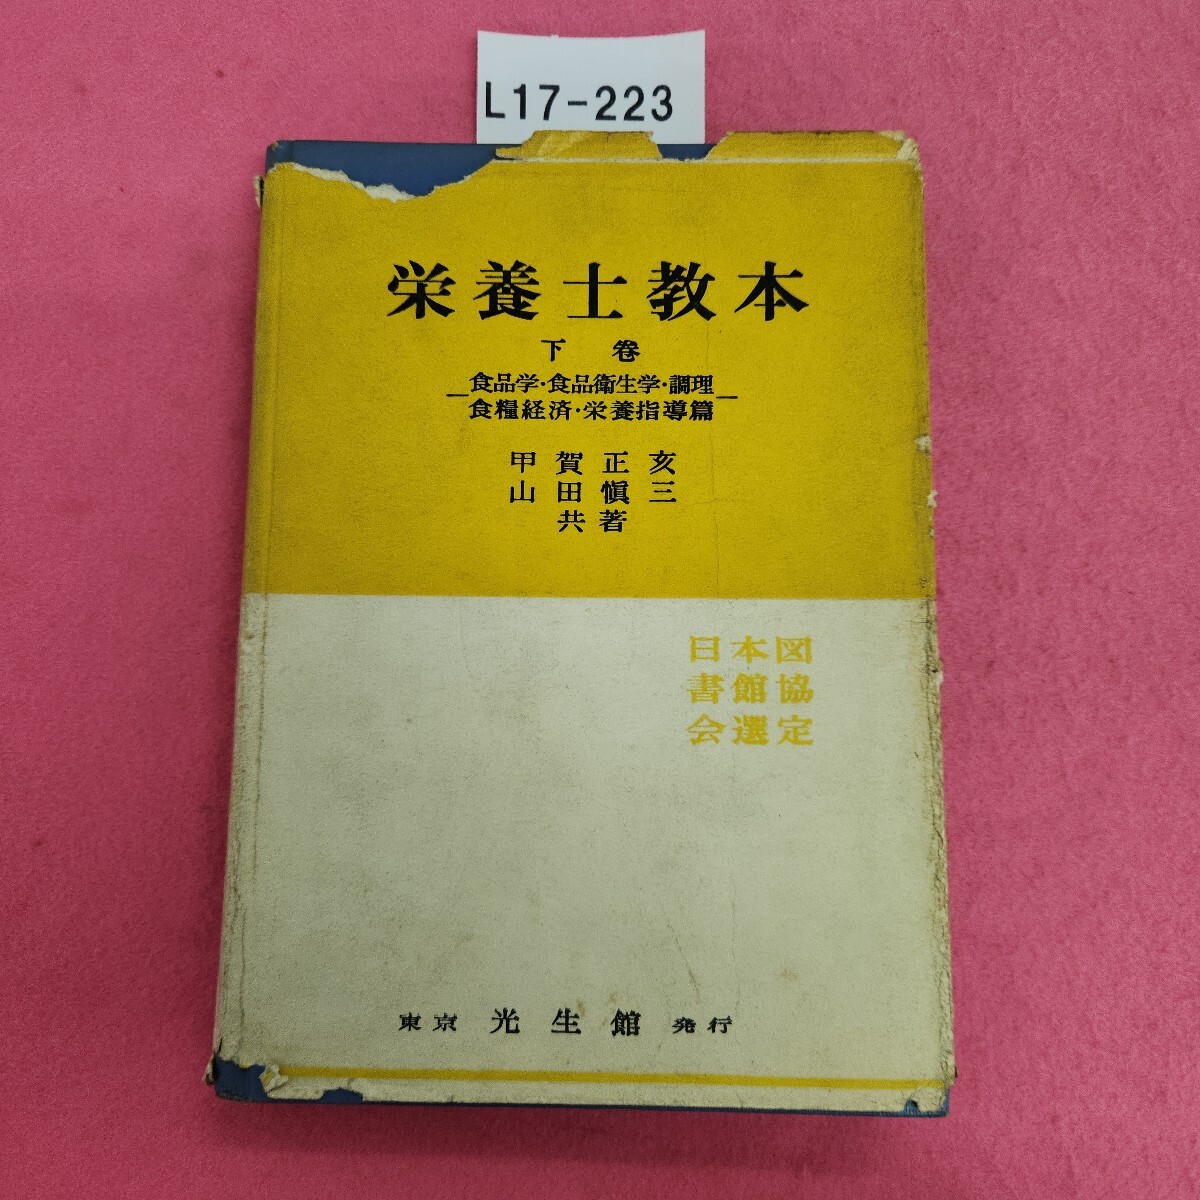 L17-223
栄養士教本
下巻
食品学・食品衛生学・調理
食糧経済・栄養指導篇
甲賀正亥
山田愼三
共著
日本図
書館協
会選定
東京 光生館 発行